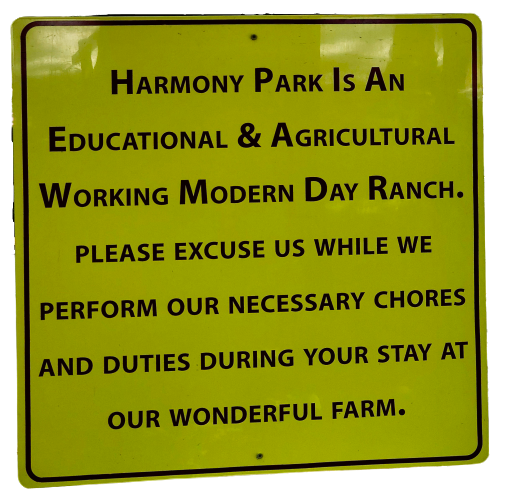 Harmony Park Is An
Educational & Agricultural
Working Modern Day Ranch.
please excuse us while we
perform our necessary chores
and duties during your stay at
our wonderful farm.